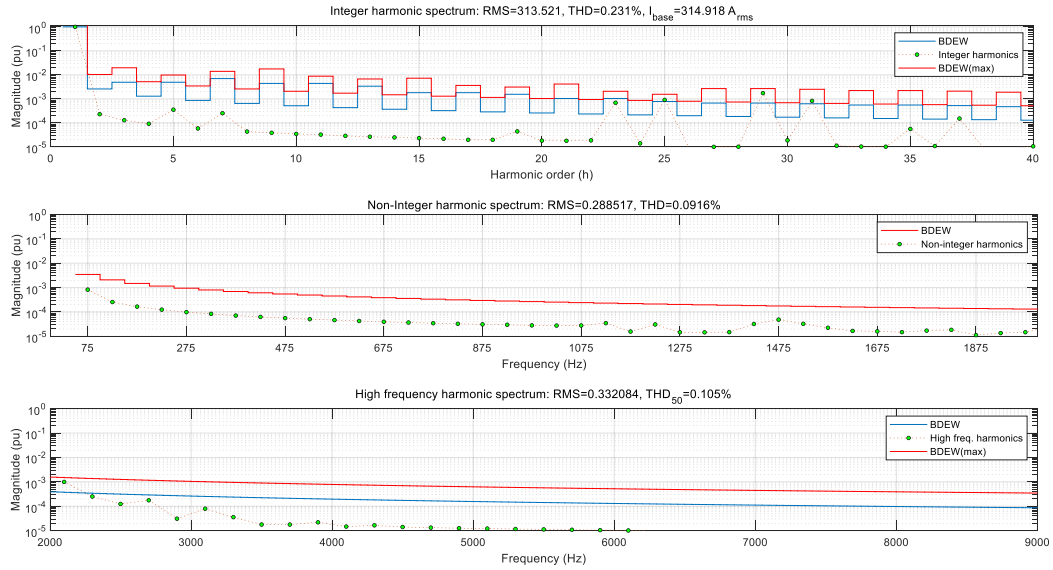 Integer harmonic spectrum: RMS=313.521, THD=0.231%, I_base=314.918 A_rms
Magnitude (pu)
10^0
10^-1
10^-2
10^-3
10^-4
10^-5
0 5 10 15 20 25 30 35 40
Harmonic order (h)
BDEW
Integer harmonics
BDEW(max)
Non-Integer harmonic spectrum: RMS=0.288517, THD=0.0916%
Magnitude (pu)
10^0
10^-1
10^-2
10^-3
10^-4
10^-5
75 275 475 675 875 1075 1275 1475 1675 1875
Frequency (Hz)
BDEW
Non-integer harmonics
High frequency harmonic spectrum: RMS=0.332084, THD_50=0.105%
Magnitude (pu)
10^0
10^-1
10^-2
10^-3
10^-4
10^-5
2000 3000 4000 5000 6000 7000 8000 9000
Frequency (Hz)
BDEW
High freq. harmonics
BDEW(max)